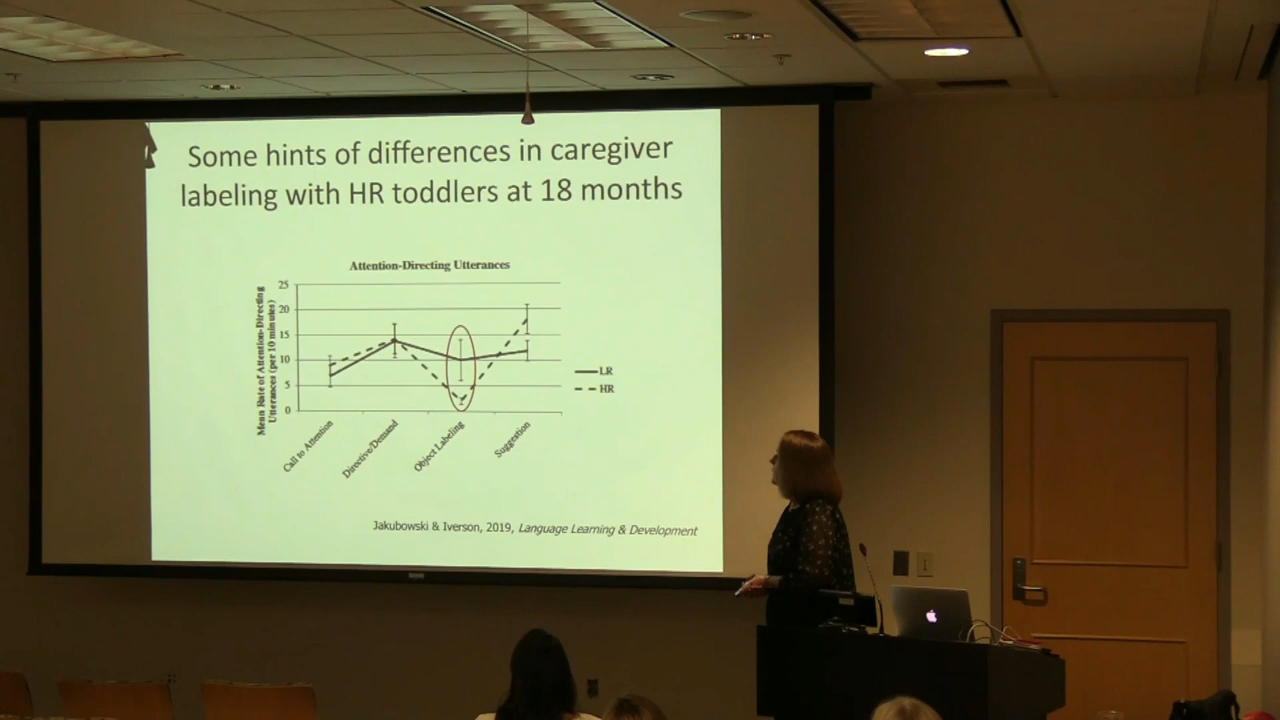 Some hints of differences in caregiver
labeling with HR toddlers at 18 months
Attention-Directing Utterances
Mean Rate of Attention-Directing
Utterances (per 10 minutes)
25
20
15
10
5
0
Call to Attention
Directive/Demand
Object Labeling
Suggestion
LR
HR
Jakubowski & Iverson, 2019, Language Learning & Development